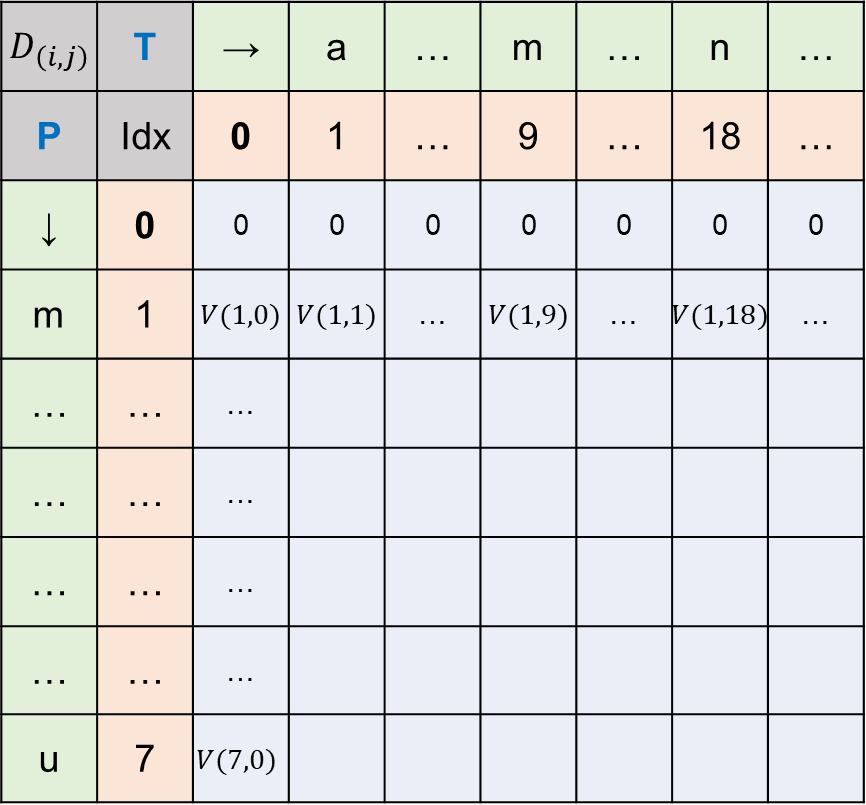 D(i,j) T → a … m … n …
P Idx 0 1 … 9 … 18 …
↓ 0 0 0 0 0 0 0 0
m 1 V(1,0) V(1,1) … V(1,9) … V(1,18) …
… … …
… … …
… … …
… … …
u 7 V(7,0)